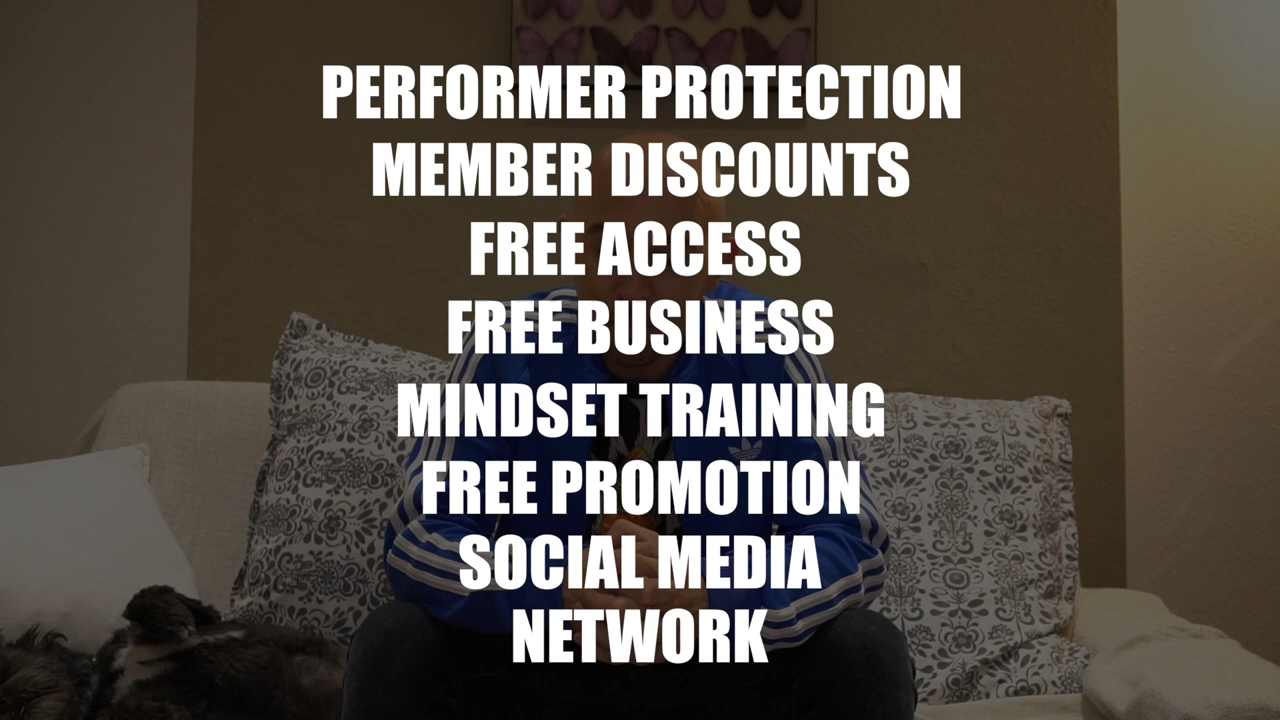 PERFORMER PROTECTION
MEMBER DISCOUNTS
FREE ACCESS
FREE BUSINESS
MINDSET TRAINING
FREE PROMOTION
SOCIAL MEDIA
NETWORK